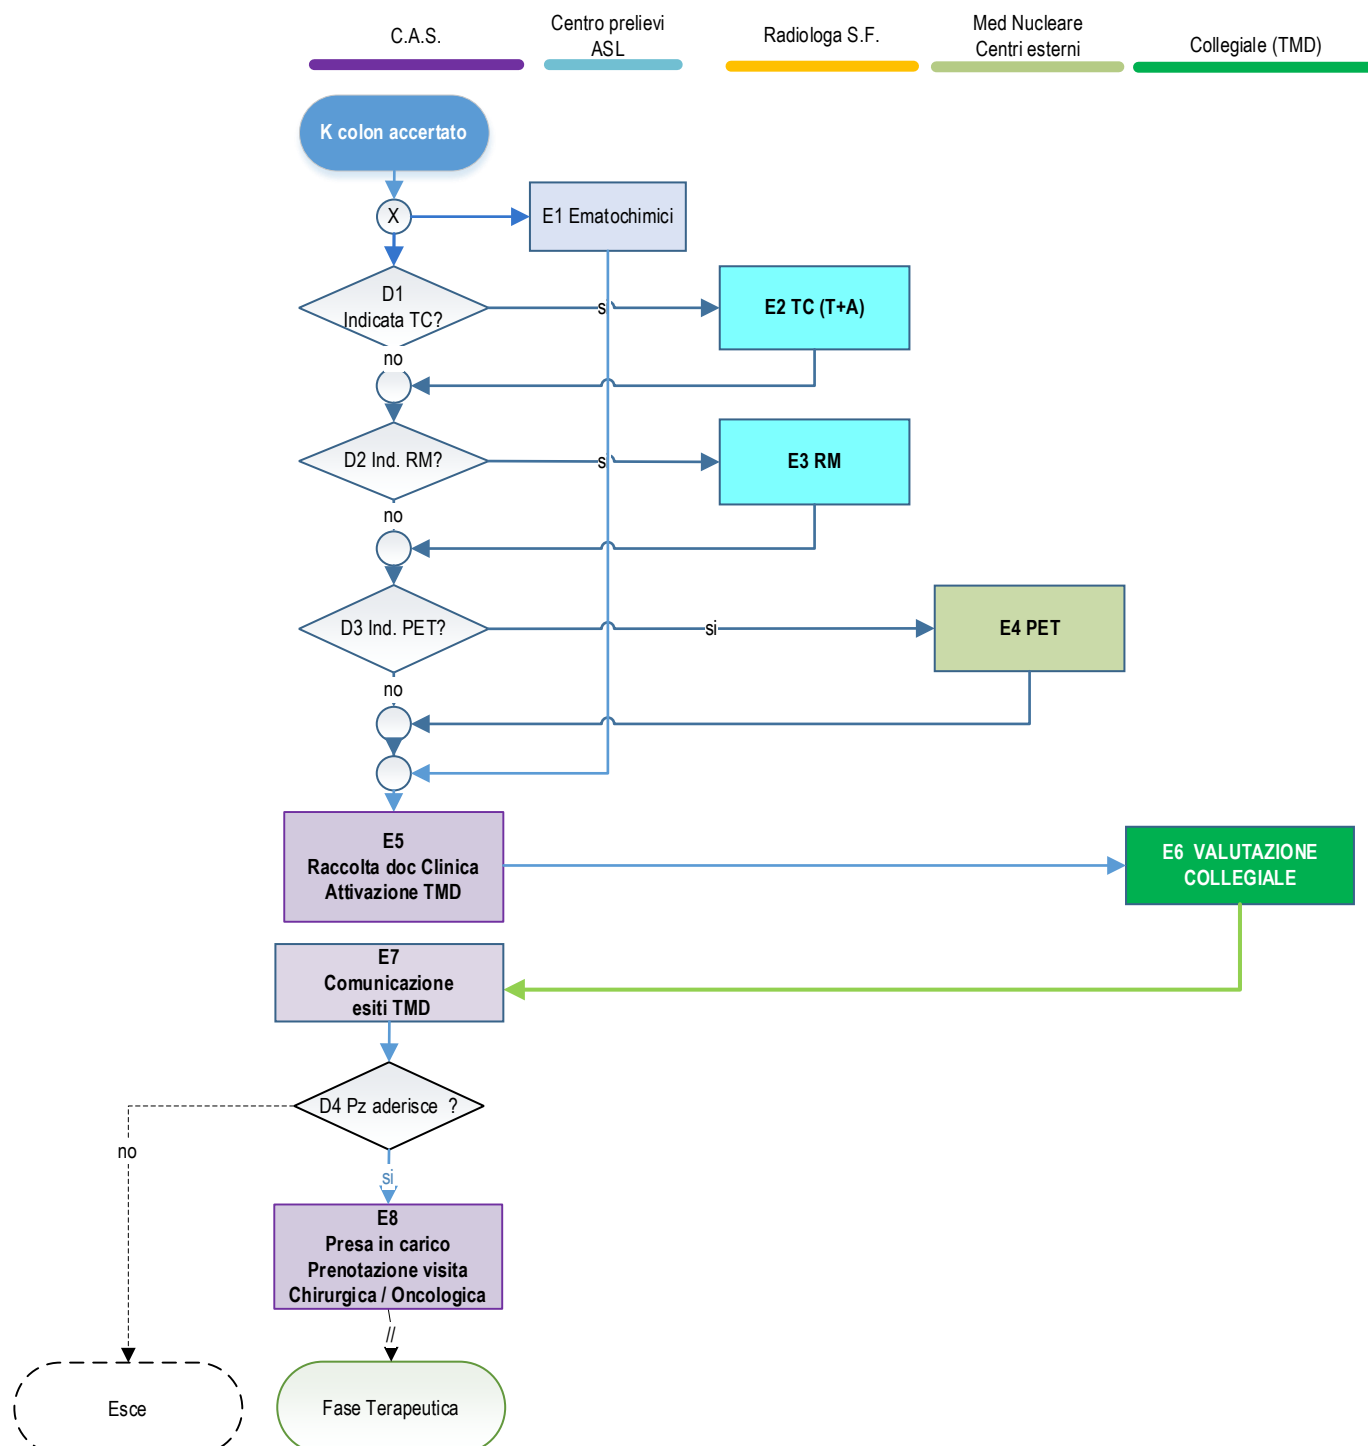 C.A.S.
Centro prelievi
ASL
Radiologa S.F.
Med Nucleare
Centri esterni
Collegiale (TMD)
K colon accertato
X
E1 Ematochimici
D1
Indicata TC?
s
E2 TC (T+A)
no
D2 Ind. RM?
s
E3 RM
no
D3 Ind. PET?
si
E4 PET
no
E5
Raccolta doc Clinica
Attivazione TMD
E6 VALUTAZIONE
COLLEGIALE
E7
Comunicazione
esiti TMD
D4 Pz aderisce ?
no
si
E8
Presa in carico
Prenotazione visita
Chirurgica / Oncologica
//
Esce
Fase Terapeutica